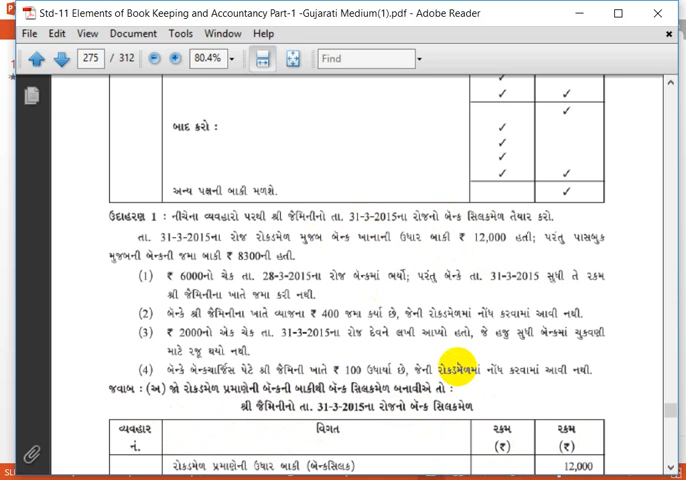 Std-11 Elements of Book Keeping and Accountancy Part-1 -Gujarati Medium(1).pdf - Adobe Reader
File Edit View Document Tools Window Help
275 / 312 80.4% Find
✓
✓ ✓
✓
બાદ કરો :
✓
✓
✓
✓ ✓
અન્ય પક્ષની બાકી મળશે. ✓
ઉદાહરણ 1 : નીચેના વ્યવહારો પરથી શ્રી જૈમિનીનો તા. 31-3-2015ના રોજનો બૅન્ક સિલકમેળ તૈયાર કરો.
તા. 31-3-2015ના રોજ રોકડમેળ મુજબ બૅન્ક ખાનાની ઉધાર બાકી ₹ 12,000 હતી; પરંતુ પાસબુક
મુજબની બૅન્કની જમા બાકી ₹ 8300ની હતી.
(1) ₹ 6000નો ચેક તા. 28-3-2015ના રોજ બૅન્કમાં ભર્યો; પરંતુ બૅન્કે તા. 31-3-2015 સુધી તે રકમ
શ્રી જૈમિનીના ખાતે જમા કરી નથી.
(2) બૅન્કે શ્રી જૈમિનીના ખાતે વ્યાજના ₹ 400 જમા કર્યા છે, જેની રોકડમેળમાં નોંધ કરવામાં આવી નથી.
(3) ₹ 2000નો એક ચેક તા. 31-3-2015ના રોજ દેવને લખી આપ્યો હતો, જે હજુ સુધી બૅન્કમાં ચુકવણી
માટે રજૂ થયો નથી.
(4) બૅન્કે બૅન્કચાર્જિસ પેટે શ્રી જૈમિની ખાતે ₹ 100 ઉધાર્યા છે, જેની રોકડમેળમાં નોંધ કરવામાં આવી નથી.
જવાબ : (અ) જો રોકડમેળ પ્રમાણેની બૅન્કની બાકીથી બૅન્ક સિલકમેળ બનાવીએ તો :
શ્રી જૈમિનીનો તા. 31-3-2015ના રોજનો બૅન્ક સિલકમેળ
વ્યવહાર વિગત રકમ રકમ
નં. (₹) (₹)
રોકડમેળ પ્રમાણેની ઉધાર બાકી (બૅન્કસિલક) 12,000